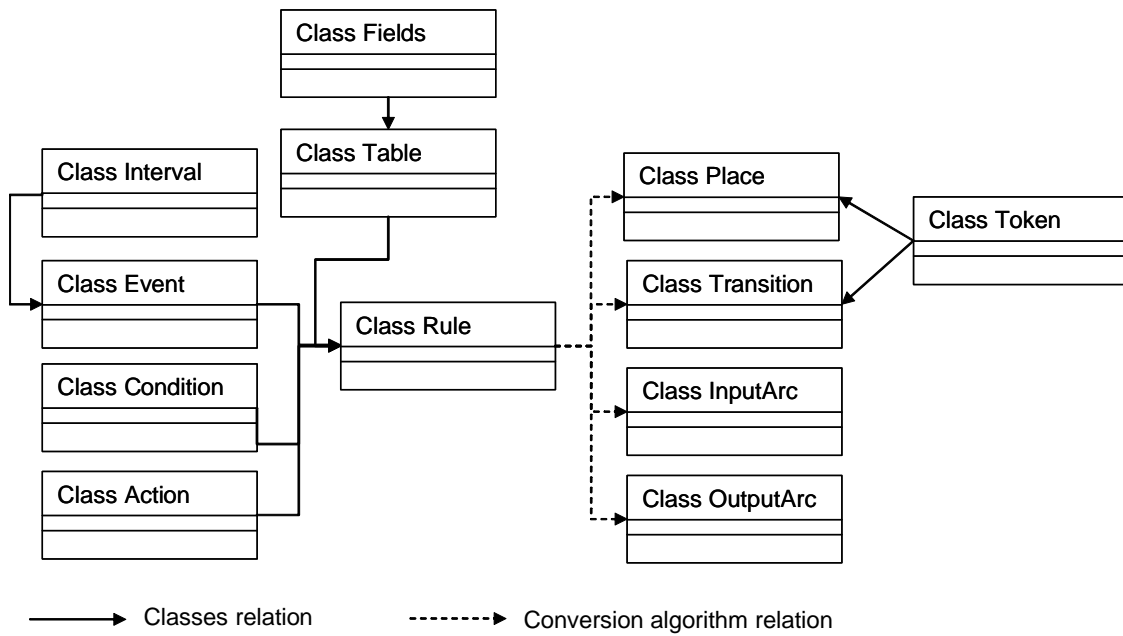 Class Fields
Class Table
Class Interval
Class Event
Class Condition
Class Action
Class Rule
Class Place
Class Transition
Class InputArc
Class OutputArc
Class Token
Classes relation
Conversion algorithm relation